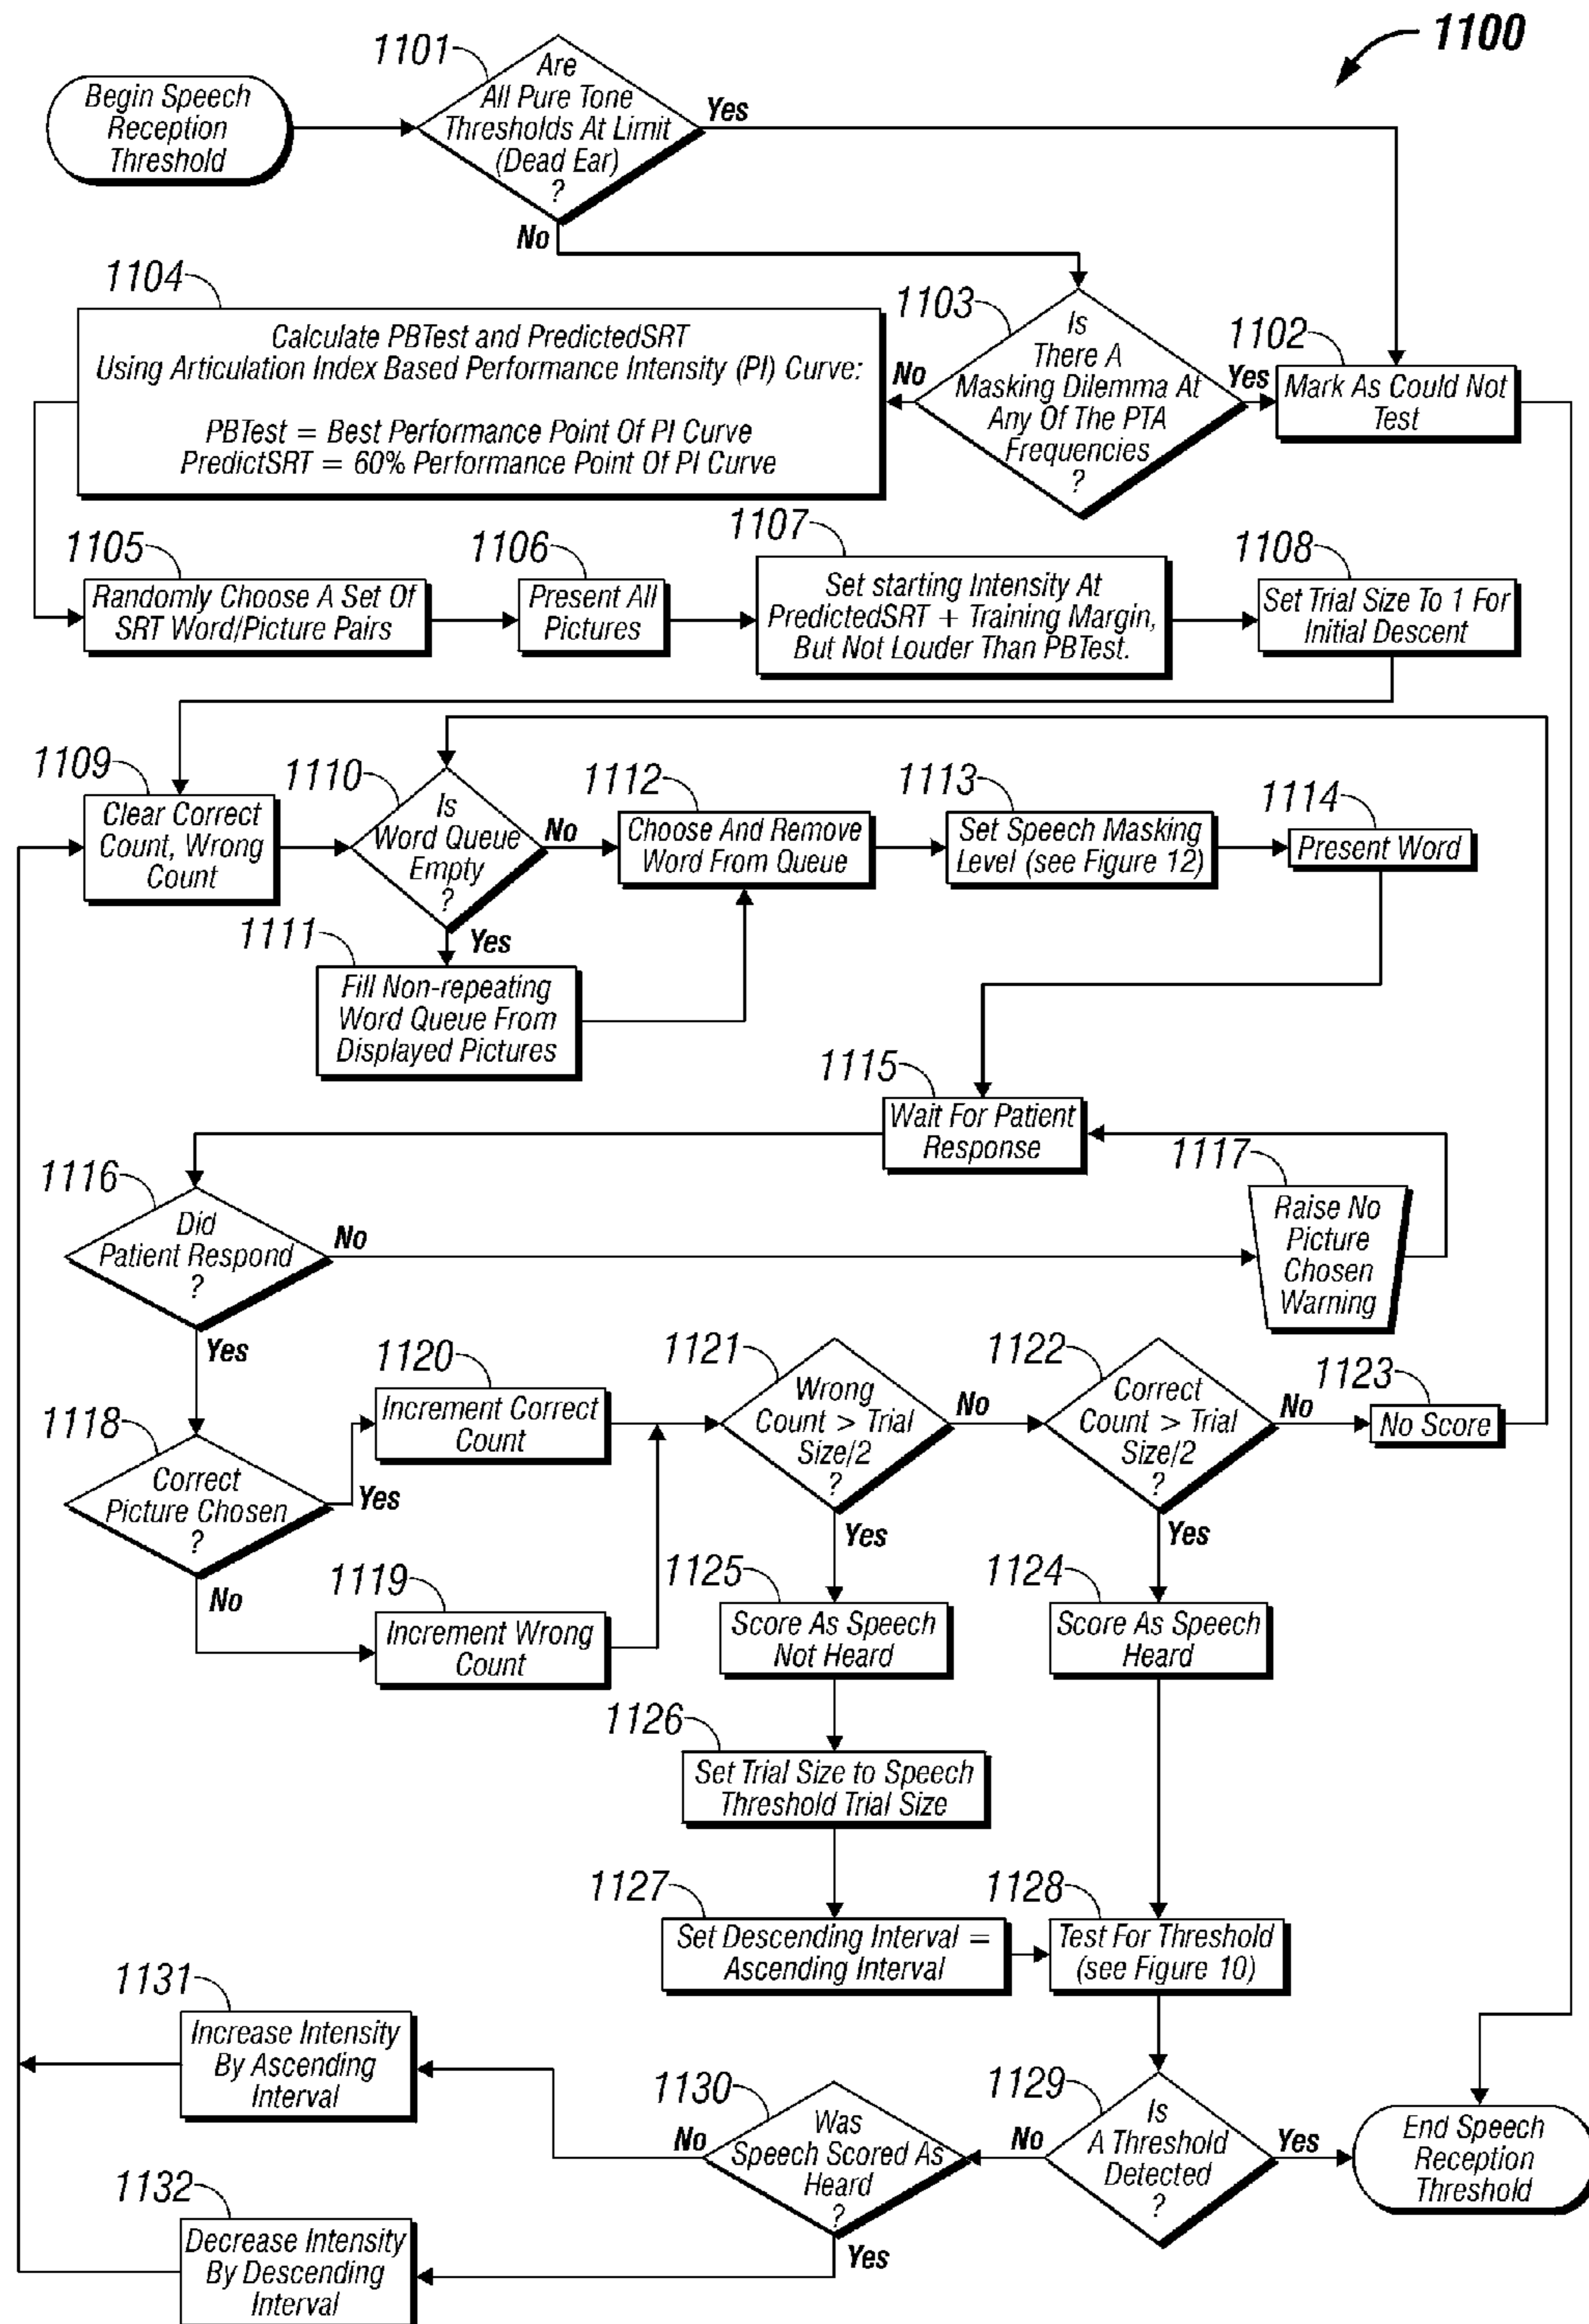 1100
1101
Begin Speech
Reception
Threshold
Are
All Pure Tone
Thresholds At Limit
(Dead Ear)
?
Yes
No
1104
Calculate PBTest and PredictedSRT
Using Articulation Index Based Performance Intensity (PI) Curve:
PBTest = Best Performance Point Of PI Curve
PredictSRT = 60% Performance Point Of PI Curve
1103
Is
There A
Masking Dilemma At
Any Of The PTA
Frequencies
?
No
Yes
1102
Mark As Could Not
Test
1105
Randomly Choose A Set Of
SRT Word/Picture Pairs
1106
Present All
Pictures
1107
Set starting Intensity At
PredictedSRT + Training Margin,
But Not Louder Than PBTest.
1108
Set Trial Size To 1 For
Initial Descent
1109
Clear Correct
Count, Wrong
Count
1110
Is
Word Queue
Empty
?
No
Yes
1112
Choose And Remove
Word From Queue
1113
Set Speech Masking
Level (see Figure 12)
1114
Present Word
1111
Fill Non-repeating
Word Queue From
Displayed Pictures
1115
Wait For Patient
Response
1116
Did
Patient Respond
?
No
Yes
1117
Raise No
Picture
Chosen
Warning
1118
Correct
Picture Chosen
?
Yes
No
1120
Increment Correct
Count
1119
Increment Wrong
Count
1121
Wrong
Count > Trial
Size/2
?
No
Yes
1122
Correct
Count > Trial
Size/2
?
No
Yes
1123
No Score
1125
Score As Speech
Not Heard
1124
Score As Speech
Heard
1126
Set Trial Size to Speech
Threshold Trial Size
1127
Set Descending Interval =
Ascending Interval
1128
Test For Threshold
(see Figure 10)
1131
Increase Intensity
By Ascending
Interval
1130
Was
Speech Scored As
Heard
?
No
Yes
1129
Is
A Threshold
Detected
?
No
Yes
End Speech
Reception
Threshold
1132
Decrease Intensity
By Descending
Interval